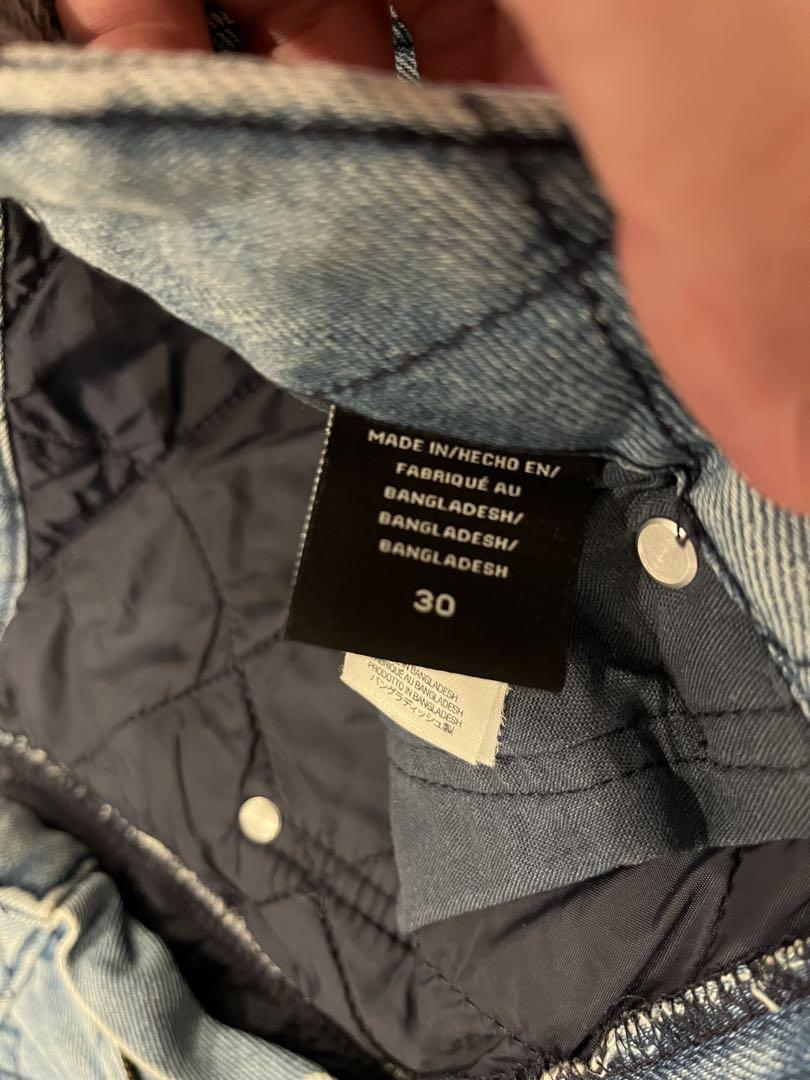 MADE IN/HECHO EN/
FABRIQUÉ AU
BANGLADESH/
BANGLADESH/
BANGLADESH
30
IN BANGLADESH
FABRIQUÉ AU BANGLADESH
PRODOTTO IN BANGLADESH
バングラディッシュ製